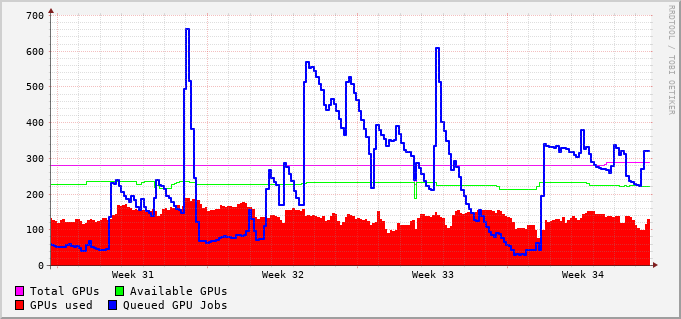 RRDTOOL / TOBI OETIKER
700
600
500
400
300
200
100
0
Week 31 Week 32 Week 33 Week 34
Total GPUs Available GPUs
GPUs used Queued GPU Jobs